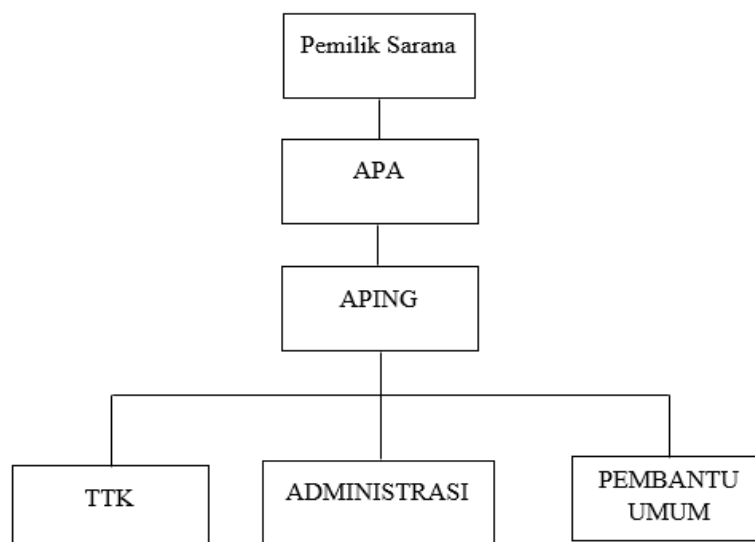 Pemilik Sarana
APA
APING
TTK
ADMINISTRASI
PEMBANTU
UMUM